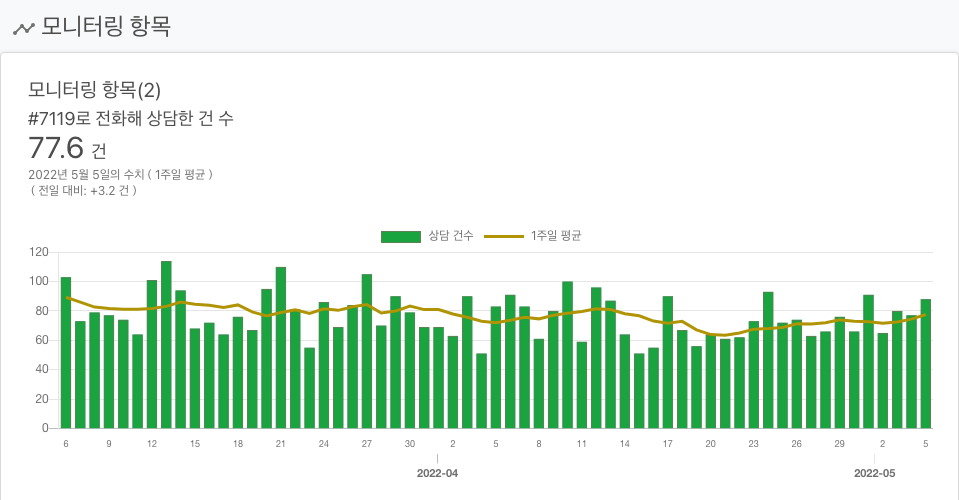 모니터링 항목
모니터링 항목(2)
#7119로 전화해 상담한 건 수
77.6 건
2022년 5월 5일의 수치 ( 1주일 평균 )
( 전일 대비: +3.2 건 )
상담 건수 1주일 평균
120
100
80
60
40
20
0
6 9 12 15 18 21 24 27 30 2 5 8 11 14 17 20 23 26 29 2 5
2022-04 2022-05